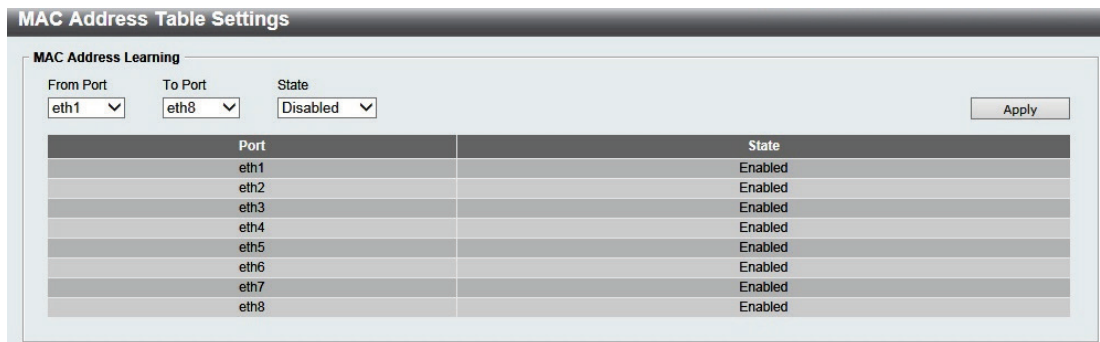 MAC Address Table Settings
MAC Address Learning
From Port To Port State
eth1 eth8 Disabled Apply
Port State
eth1 Enabled
eth2 Enabled
eth3 Enabled
eth4 Enabled
eth5 Enabled
eth6 Enabled
eth7 Enabled
eth8 Enabled